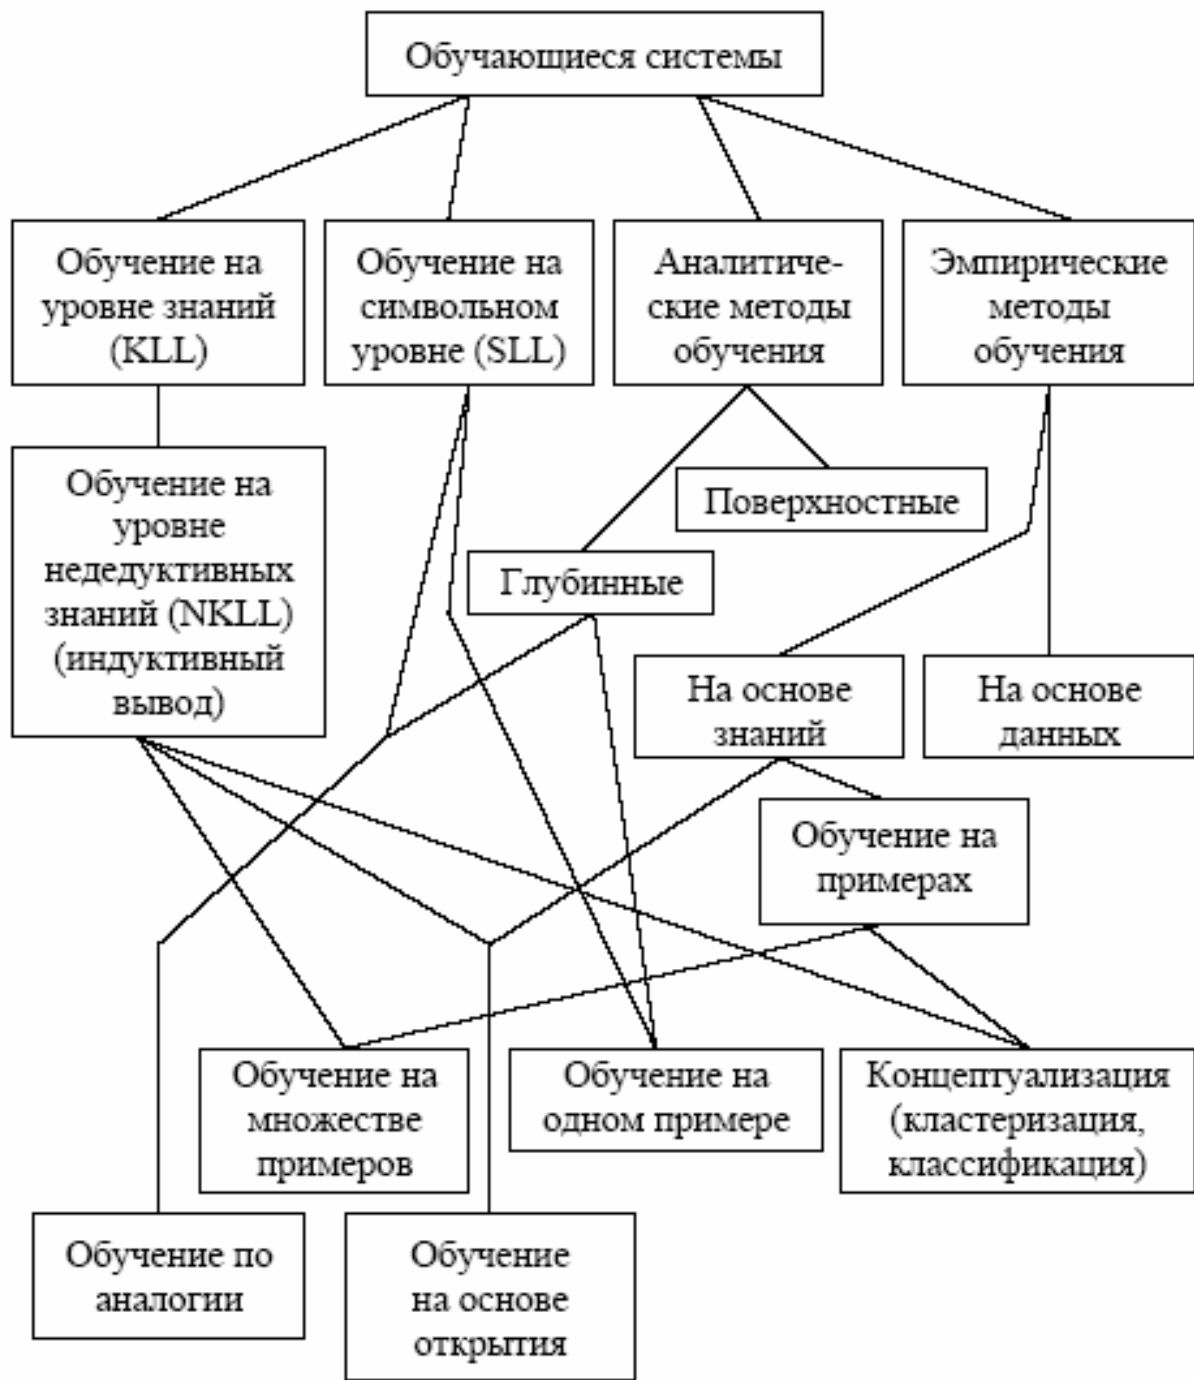 Обучающиеся системы
Обучение на
уровне знаний
(KLL)
Обучение на
символьном
уровне (SLL)
Аналитиче-
ские методы
обучения
Эмпирические
методы
обучения
Обучение на
уровне
недедуктивных
знаний (NKLL)
(индуктивный
вывод)
Поверхностные
Глубинные
На основе
знаний
На основе
данных
Обучение на
примерах
Обучение на
множестве
примеров
Обучение на
одном примере
Концептуализация
(кластеризация,
классификация)
Обучение по
аналогии
Обучение
на основе
открытия